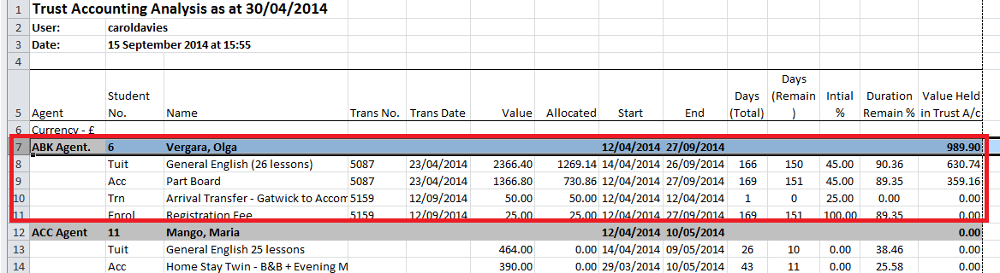 1 Trust Accounting Analysis as at 30/04/2014
2 User: caroldavies
3 Date: 15 September 2014 at 15:55
4
Days
Student Days (Remain Intial Duration Value Held
5 Agent No. Name Trans No. Trans Date Value Allocated Start End (Total) ) % Remain % in Trust A/c
6 Currency - £
7 ABK Agent. 6 Vergara, Olga 12/04/2014 27/09/2014 989.90
8 Tuit General English (26 lessons) 5087 23/04/2014 2366.40 1269.14 14/04/2014 26/09/2014 166 150 45.00 90.36 630.74
9 Acc Part Board 5087 23/04/2014 1366.80 730.86 12/04/2014 27/09/2014 169 151 45.00 89.35 359.16
10 Trn Arrival Transfer - Gatwick to Accom 5159 12/09/2014 50.00 50.00 12/04/2014 12/04/2014 1 0 25.00 0.00 0.00
11 Enrol Registration Fee 5159 12/09/2014 25.00 25.00 12/04/2014 27/09/2014 169 151 100.00 89.35 0.00
12 ACC Agent 11 Mango, Maria 12/04/2014 10/05/2014 0.00
13 Tuit General English 25 lessons 464.00 0.00 14/04/2014 09/05/2014 26 10 0.00 38.46 0.00
14 Acc Home Stay Twin - B&B + Evening M 390.00 0.00 29/03/2014 10/05/2014 43 11 0.00 25.58 0.00